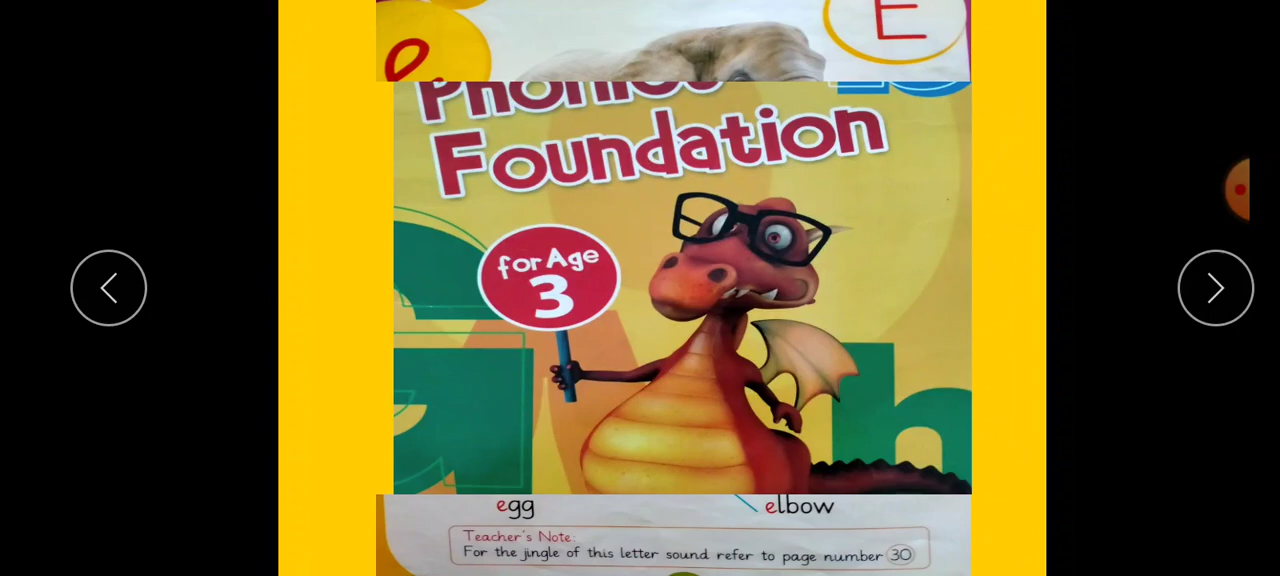 e E
Phonics
Foundation
for Age
3
h
egg elbow
Teacher's Note:
For the jingle of this letter sound refer to page number 30